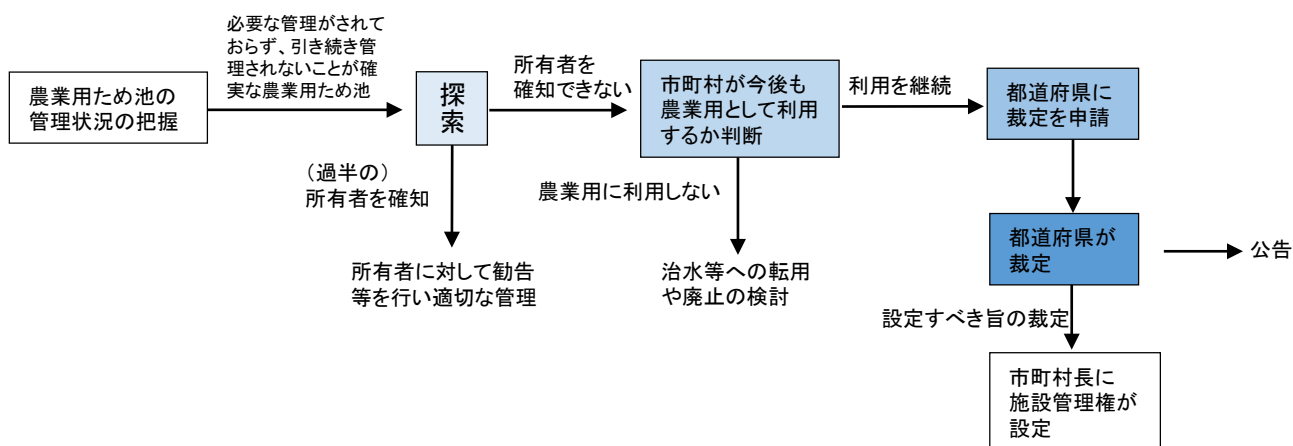 農業用ため池の
管理状況の把握
必要な管理がされて
おらず、引き続き管
理されないことが確
実な農業用ため池
探
索
所有者を
確知できない
市町村が今後も
農業用として利用
するか判断
利用を継続
都道府県に
裁定を申請
(過半の)
所有者を確知
所有者に対して勧告
等を行い適切な管理
農業用に利用しない
治水等への転用
や廃止の検討
都道府県が
裁定
公告
設定すべき旨の裁定
市町村長に
施設管理権が
設定